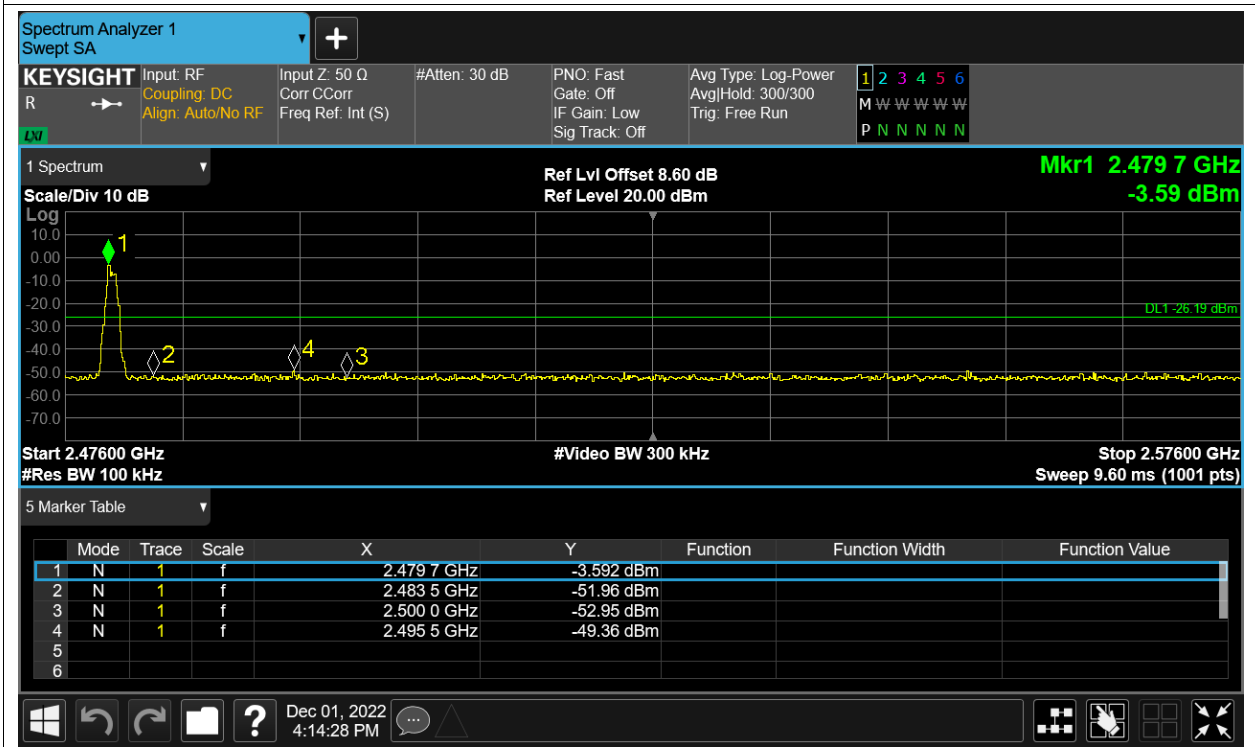 Spectrum Analyzer 1
Swept SA
KEYSIGHT Input: RF Input Z: 50 Ω #Atten: 30 dB PNO: Fast Avg Type: Log-Power 1 2 3 4 5 6
R Coupling: DC Corr CCorr Gate: Off Avg|Hold: 300/300 M W W W W W
Align: Auto/No RF Freq Ref: Int (S) IF Gain: Low Trig: Free Run
LXI Sig Track: Off P N N N N N
1 Spectrum
Ref Lvl Offset 8.60 dB
Mkr1 2.479 7 GHz
Scale/Div 10 dB
Ref Level 20.00 dBm
-3.59 dBm
Log
10.0
1
0.00
-10.0
-20.0
DL1 -26.19 dBm
-30.0
-40.0
2 4 3
-50.0
-60.0
-70.0
Start 2.47600 GHz #Video BW 300 kHz Stop 2.57600 GHz
#Res BW 100 kHz Sweep 9.60 ms (1001 pts)
5 Marker Table
Mode Trace Scale X Y Function Function Width Function Value
1 N 1 f 2.479 7 GHz -3.592 dBm
2 N 1 f 2.483 5 GHz -51.96 dBm
3 N 1 f 2.500 0 GHz -52.95 dBm
4 N 1 f 2.495 5 GHz -49.36 dBm
5
6
? Dec 01, 2022
4:14:28 PM